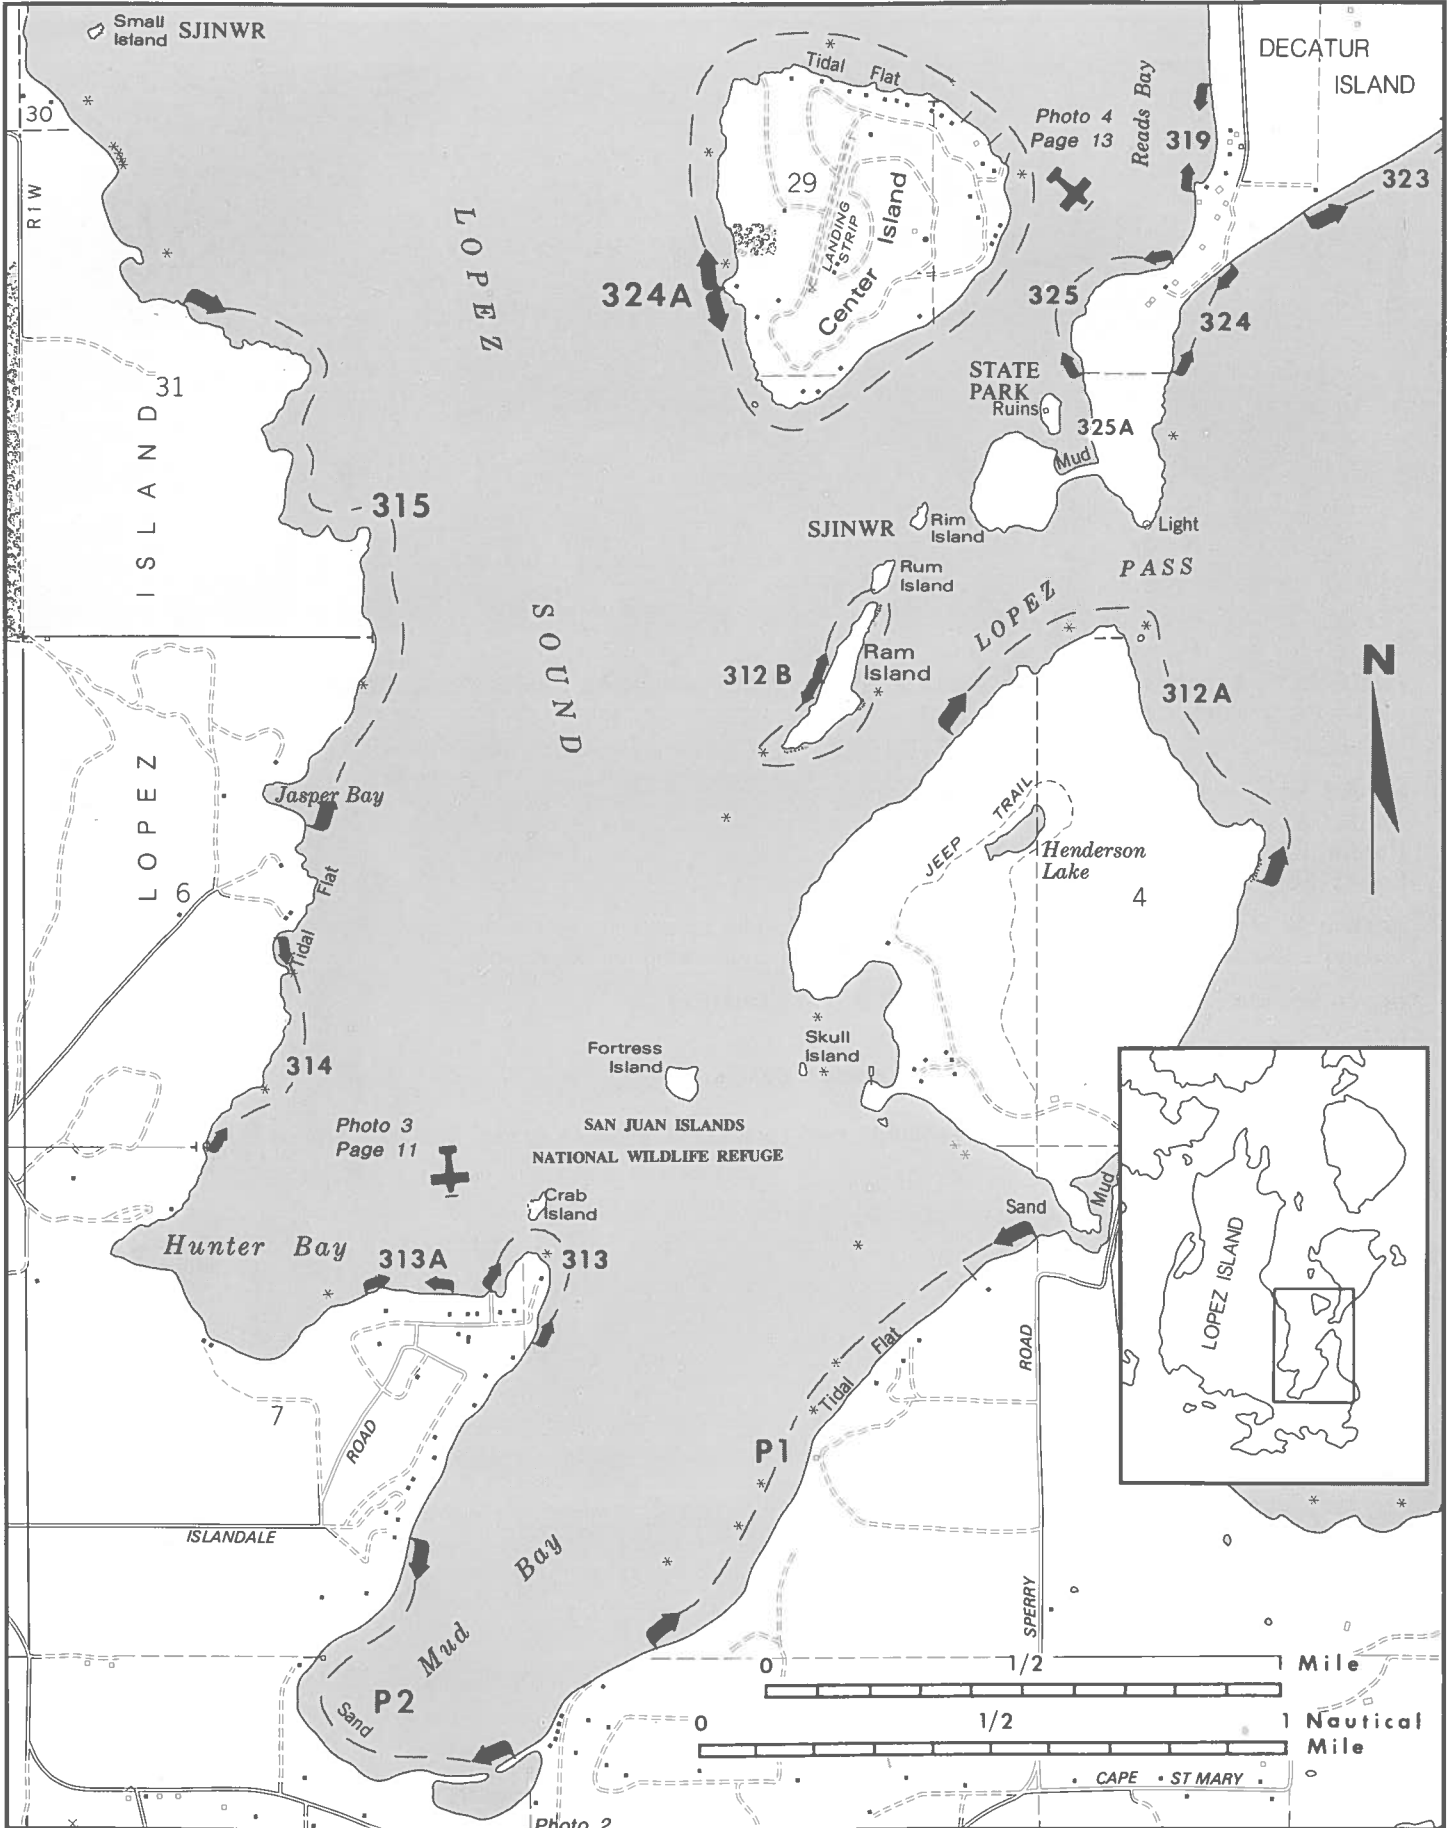 Small
Island
SJINWR
DECATUR
ISLAND
Tidal Flat
Reads Bay
Photo 4
Page 13
319
323
30
R1W
29
LANDING
STRIP
Center Island
LOPEZ
324A
325
324
STATE
PARK
Ruins
325A
Mud
31
ISLAND
315
SJINWR
Rim
Island
Light
PASS
Rum
Island
LOPEZ
SOUND
Ram
Island
312 B
312A
N
Jasper Bay
LOPEZ
JEEP TRAIL
Henderson
Lake
4
6
Flat
Tidal
314
Fortress
Island
Skull
Island
Photo 3
Page 11
SAN JUAN ISLANDS
NATIONAL WILDLIFE REFUGE
Crab
Island
Sand
Mud
Hunter Bay
313A
313
LOPEZ ISLAND
Flat
Tidal
ROAD
7
ROAD
P1
ISLANDALE
Bay
Mud
SPERRY
P2
Sand
0 1/2 1 Mile
0 1/2 1 Nautical
Mile
CAPE ST MARY
Photo 2